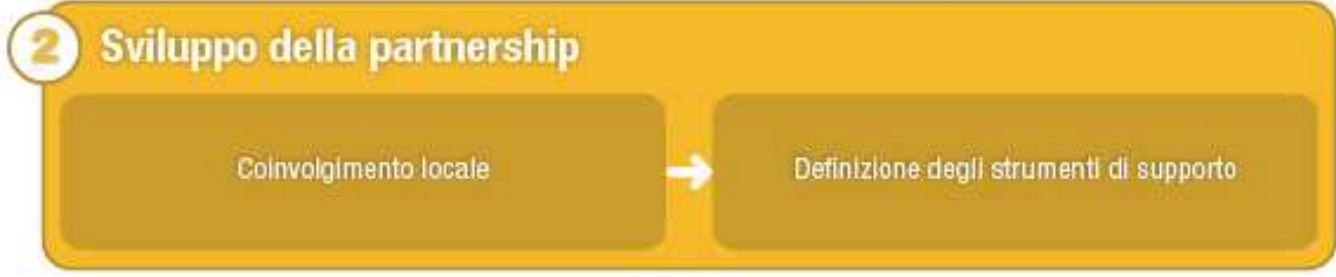 2 Sviluppo della partnership
Coinvolgimento locale
Definizione degli strumenti di supporto